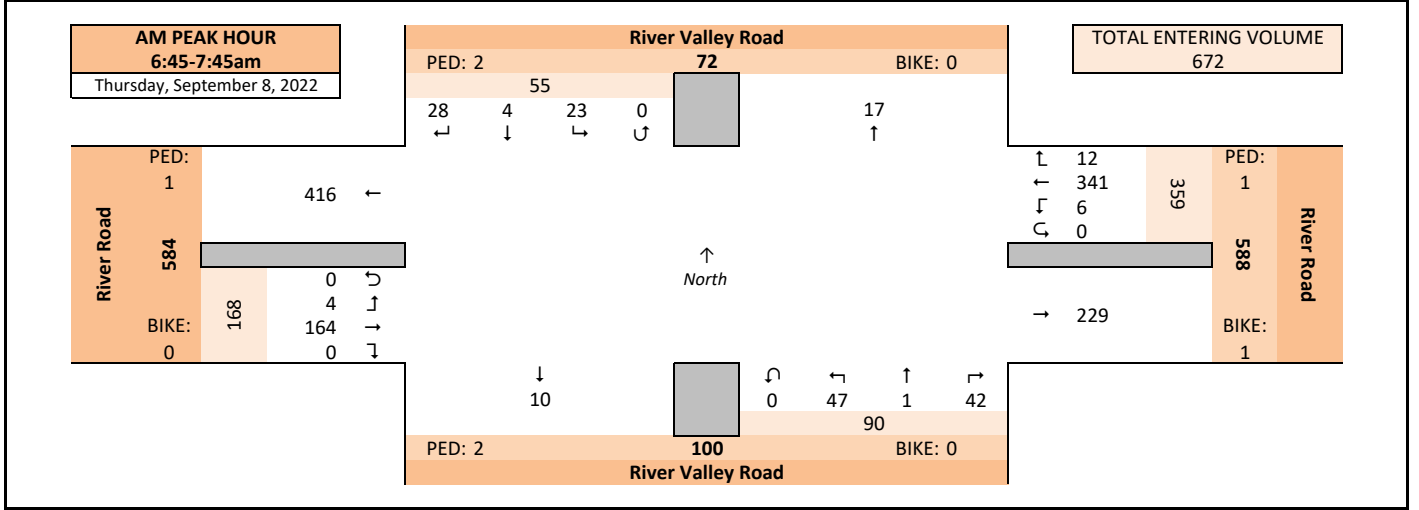 AM PEAK HOUR
6:45-7:45am
Thursday, September 8, 2022
River Valley Road
PED: 2 72 BIKE: 0
55
28 4 23 0
17
TOTAL ENTERING VOLUME
672
River Road
PED:
1
584
BIKE:
0
168
416
0
4
164
0
North
12
341
6
0
359
229
PED:
1
588
BIKE:
1
River Road
10
0 47 1 42
90
PED: 2 100 BIKE: 0
River Valley Road